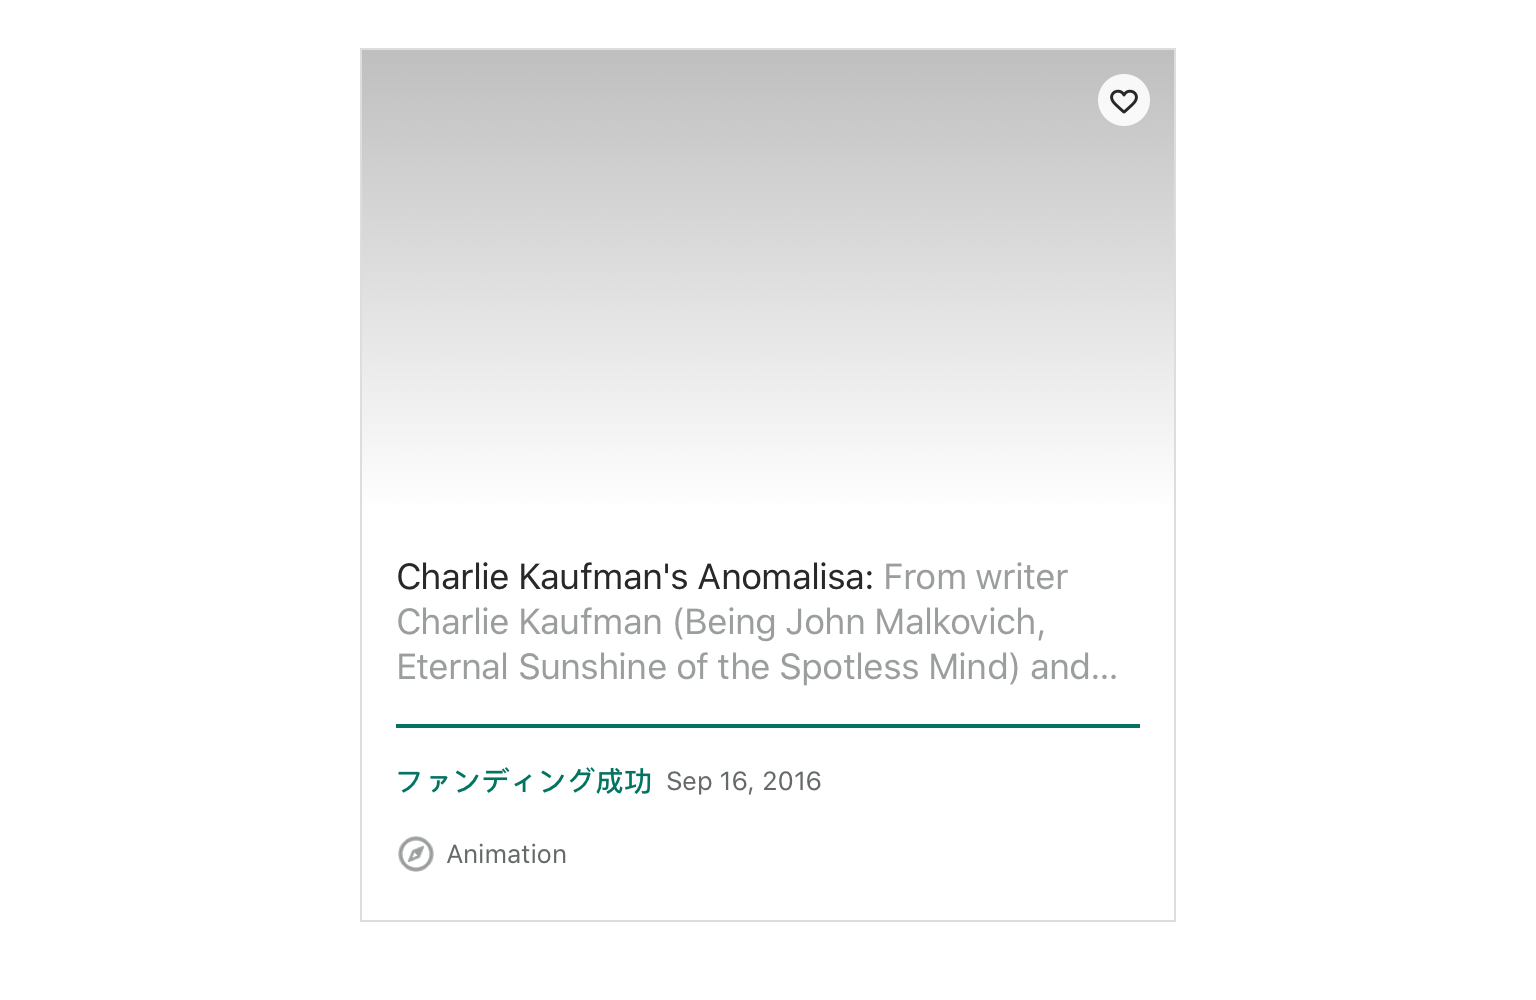 Charlie Kaufman's Anomalisa: From writer
Charlie Kaufman (Being John Malkovich,
Eternal Sunshine of the Spotless Mind) and...
ファンディング成功 Sep 16, 2016
Animation